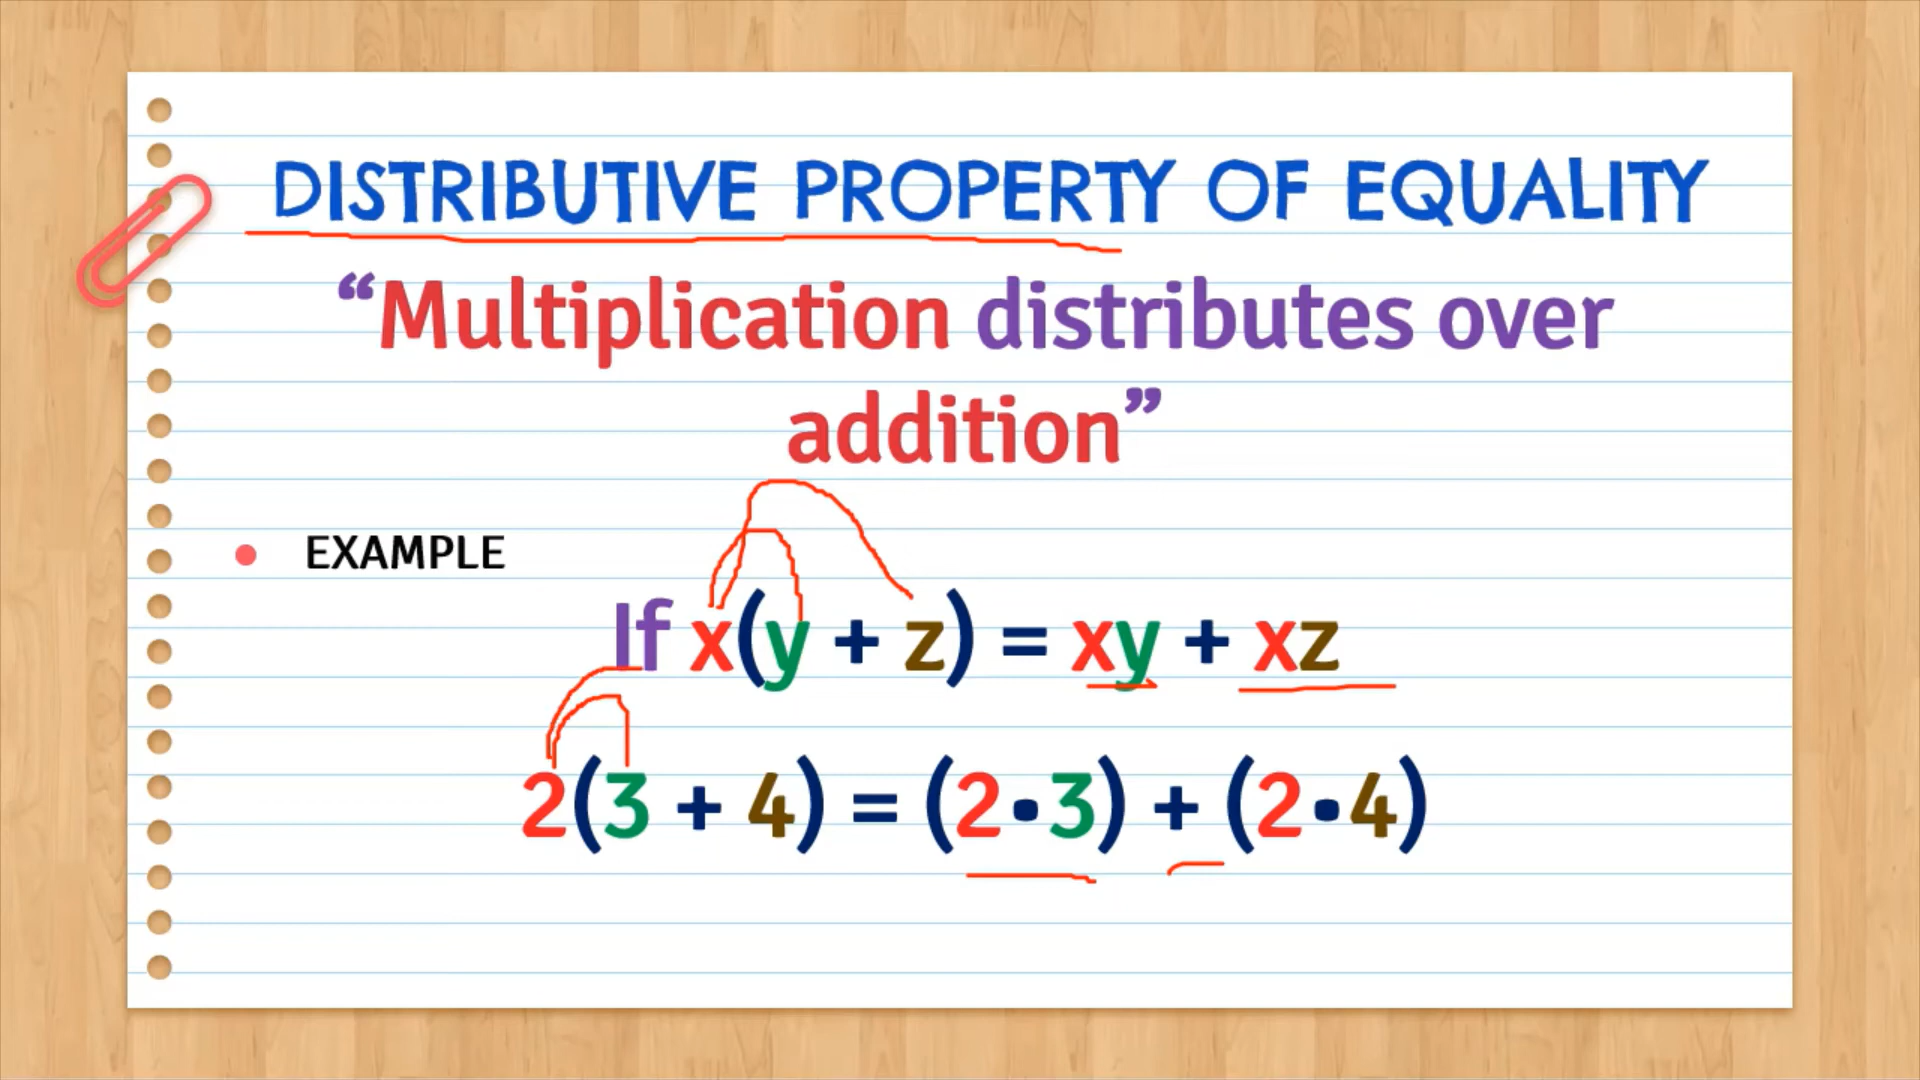 DISTRIBUTIVE PROPERTY OF EQUALITY
“Multiplication distributes over
addition”
EXAMPLE
If x(y + z) = xy + xz
2(3 + 4) = (2•3) + (2•4)